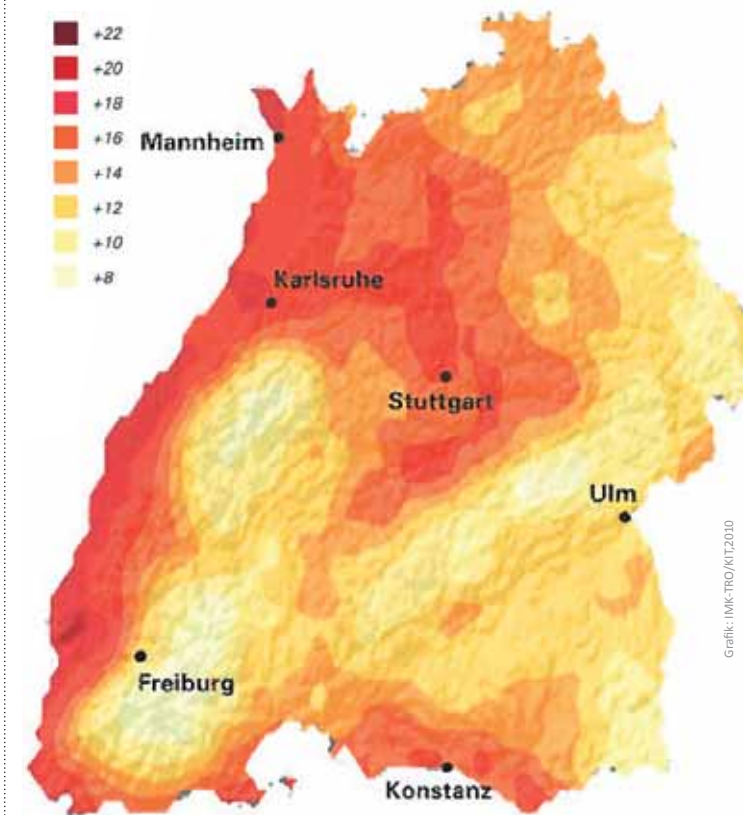 +22
+20
+18
+16
+14
+12
+10
+8
Mannheim
Karlsruhe
Stuttgart
Ulm
Freiburg
Konstanz
Grafik: IMK-TRO/KIT,2010